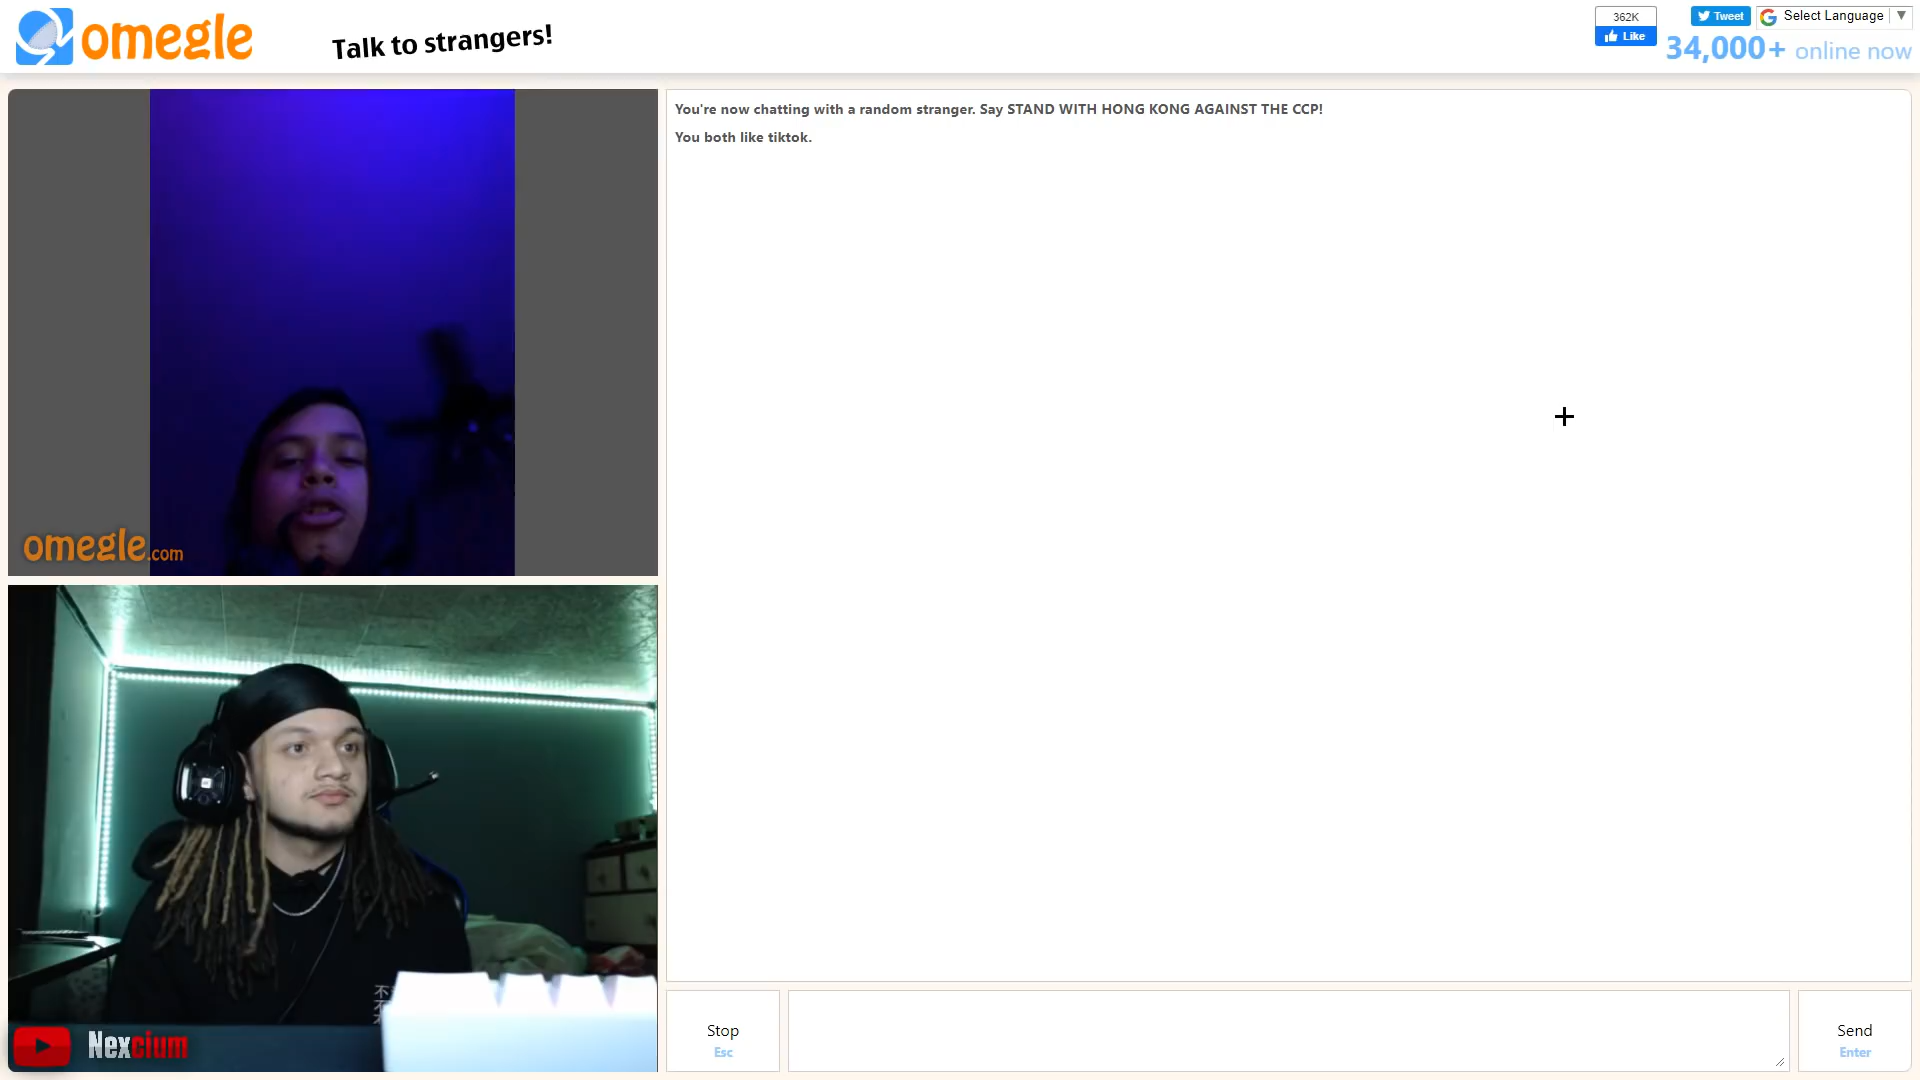 omegle
Talk to strangers!
362K
Like
Tweet
Select Language
34,000+ online now
You're now chatting with a random stranger. Say STAND WITH HONG KONG AGAINST THE CCP!
You both like tiktok.
omegle.com
不
不
Nexcium
Stop
Esc
Send
Enter